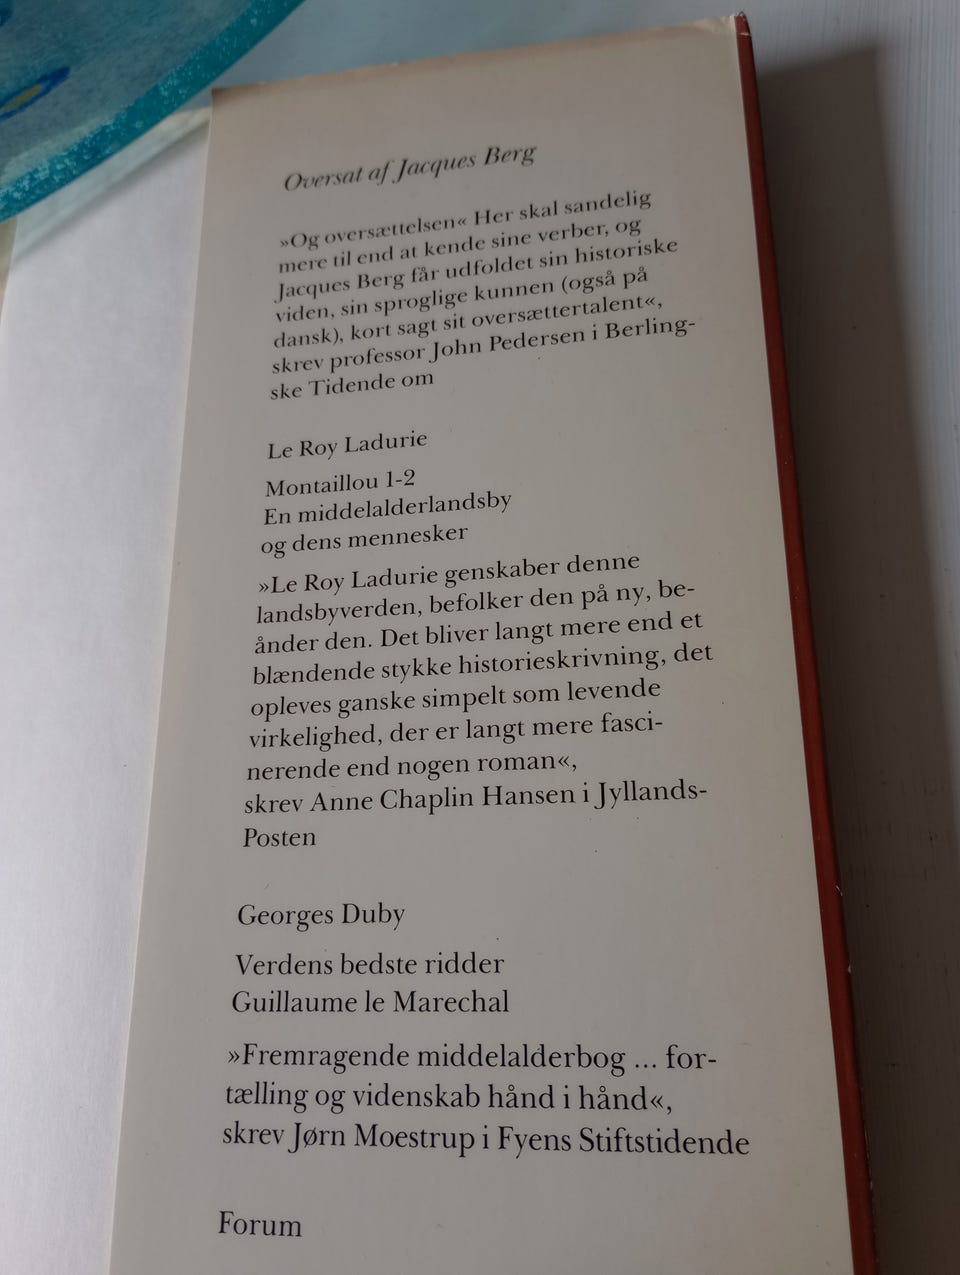 Oversat af Jacques Berg
»Og oversættelsen« Her skal sandelig
mere til end at kende sine verber, og
Jacques Berg får udfoldet sin historiske
viden, sin sproglige kunnen (også på
dansk), kort sagt sit oversættertalent«,
skrev professor John Pedersen i Berling-
ske Tidende om
Le Roy Ladurie
Montaillou 1-2
En middelalderlandsby
og dens mennesker
»Le Roy Ladurie genskaber denne
landsbyverden, befolker den på ny, be-
ånder den. Det bliver langt mere end et
blændende stykke historieskrivning, det
opleves ganske simpelt som levende
virkelighed, der er langt mere fasci-
nerende end nogen roman«,
skrev Anne Chaplin Hansen i Jyllands-
Posten
Georges Duby
Verdens bedste ridder
Guillaume le Marechal
»Fremragende middelalderbog ... for-
tælling og videnskab hånd i hånd«,
skrev Jørn Moestrup i Fyens Stiftstidende
Forum